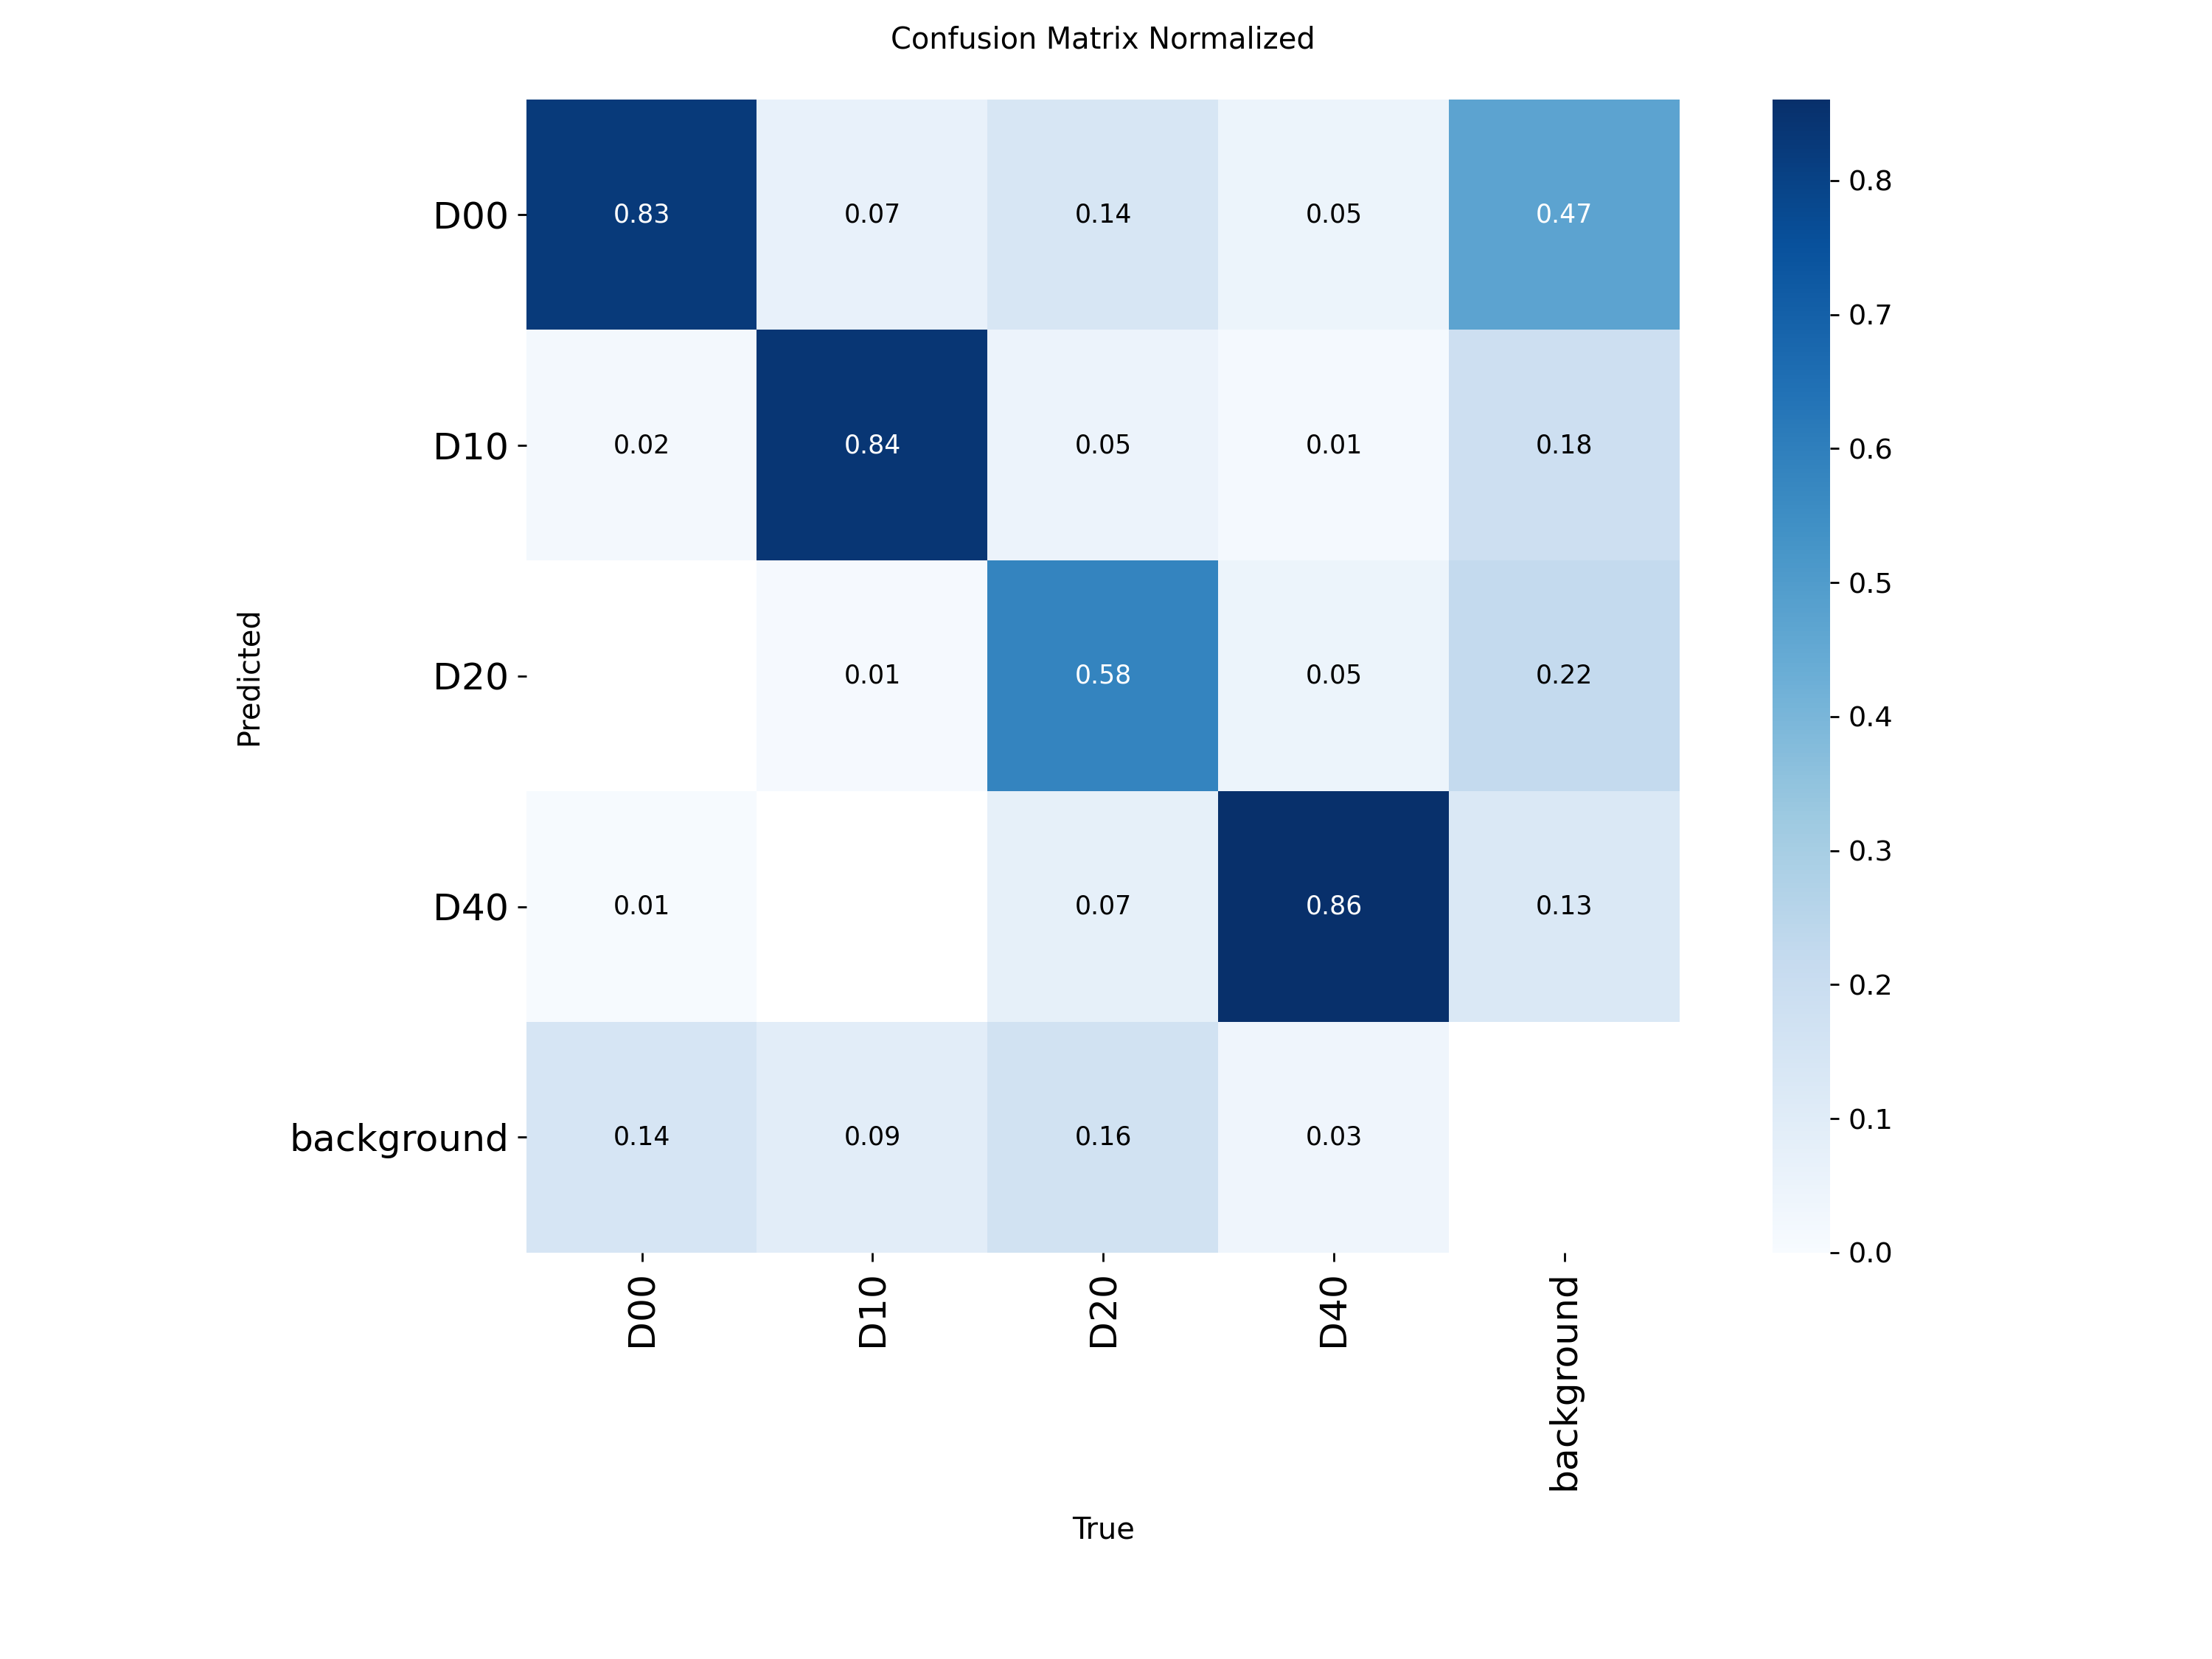 Confusion Matrix Normalized
D00 0.83 0.07 0.14 0.05 0.47
D10 0.02 0.84 0.05 0.01 0.18
D20 0.01 0.58 0.05 0.22
D40 0.01 0.07 0.86 0.13
background 0.14 0.09 0.16 0.03
Predicted
D00 D10 D20 D40 background
True
0.8
0.7
0.6
0.5
0.4
0.3
0.2
0.1
0.0